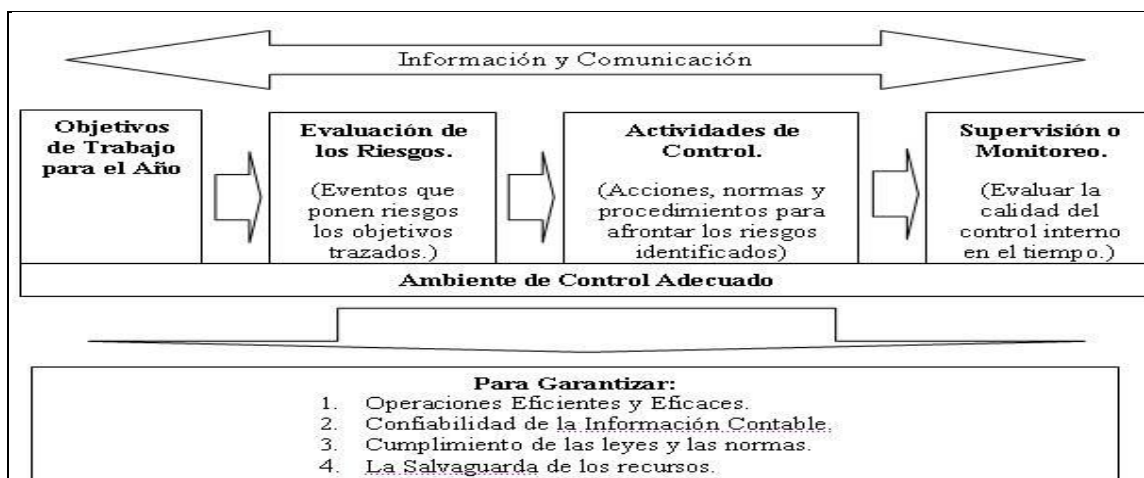 Información y Comunicación
Objetivos
de Trabajo
para el Año
Evaluación de
los Riesgos.
(Eventos que
ponen riesgos
los objetivos
trazados.)
Actividades de
Control.
(Acciones, normas y
procedimientos para
afrontar los riesgos
identificados)
Supervisión o
Monitoreo.
(Evaluar la
calidad del
control interno
en el tiempo.)
Ambiente de Control Adecuado
Para Garantizar:
1. Operaciones Eficientes y Eficaces.
2. Confiabilidad de la Información Contable.
3. Cumplimiento de las leyes y las normas.
4. La Salvaguarda de los recursos.